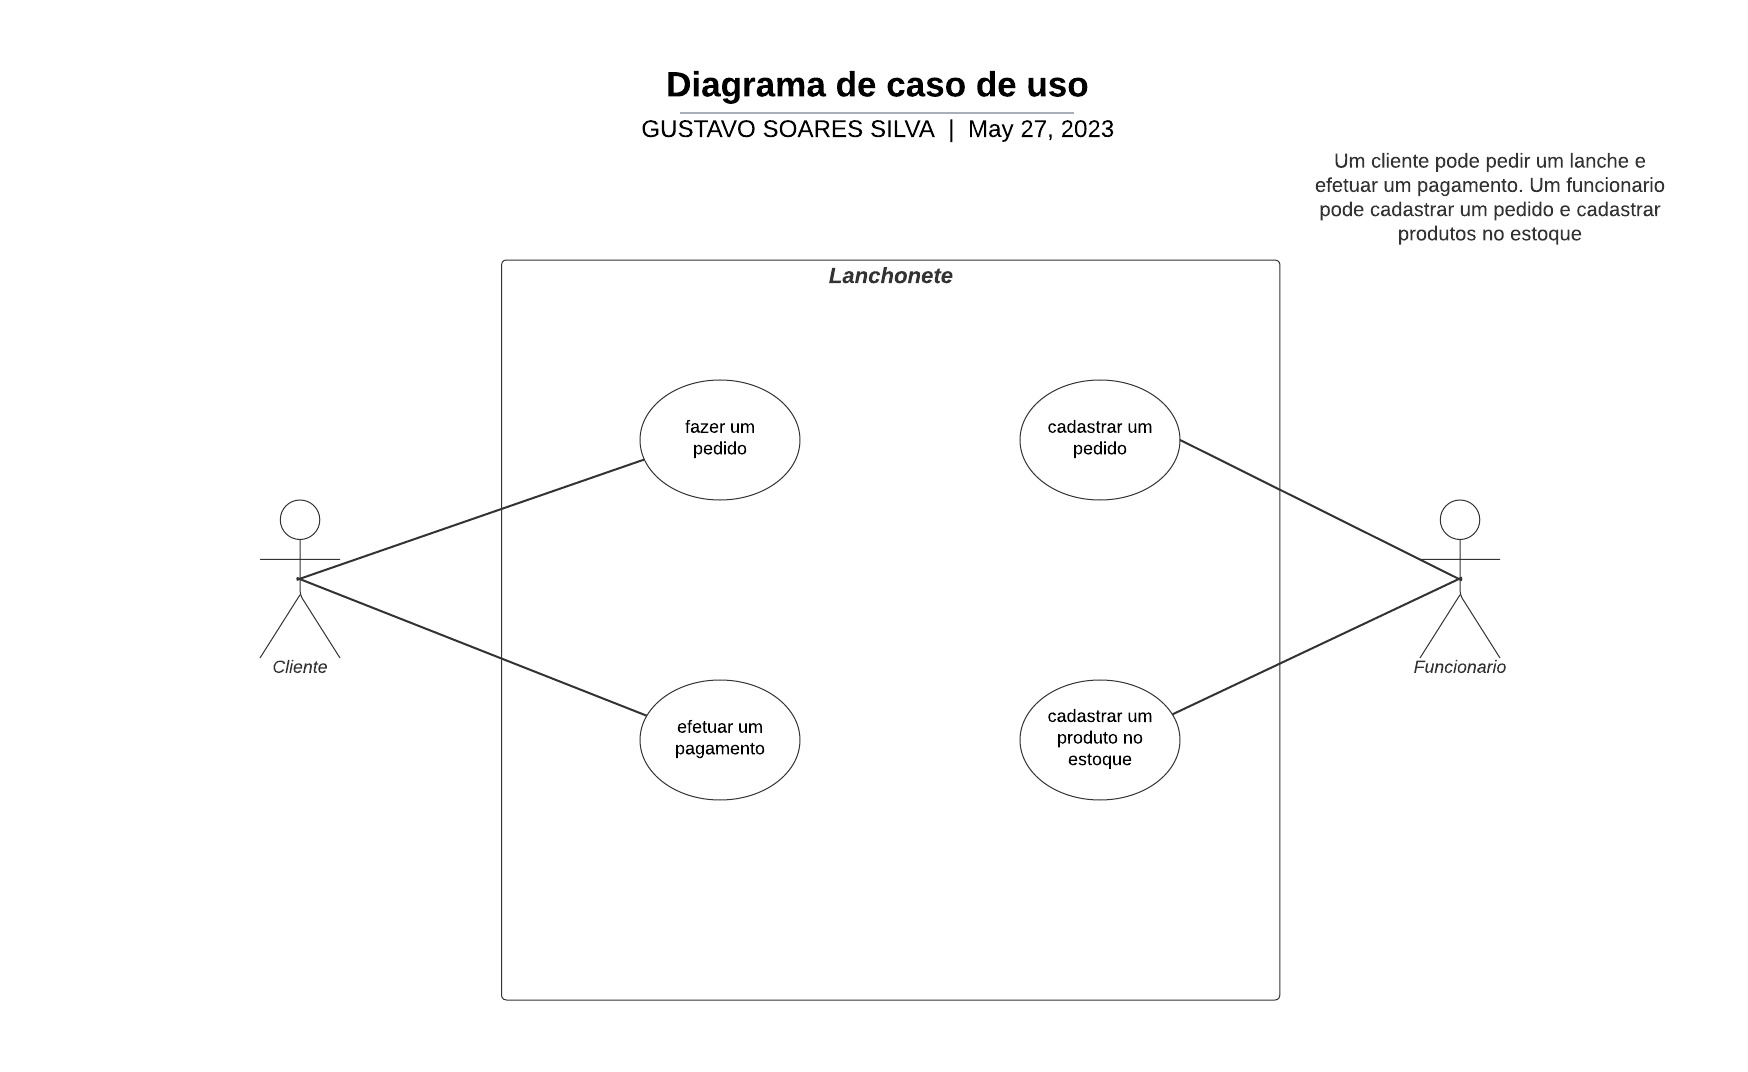 Diagrama de caso de uso
GUSTAVO SOARES SILVA | May 27, 2023
Um cliente pode pedir um lanche e
efetuar um pagamento. Um funcionario
pode cadastrar um pedido e cadastrar
produtos no estoque
Lanchonete
fazer um
pedido
cadastrar um
pedido
Cliente
Funcionario
efetuar um
pagamento
cadastrar um
produto no
estoque